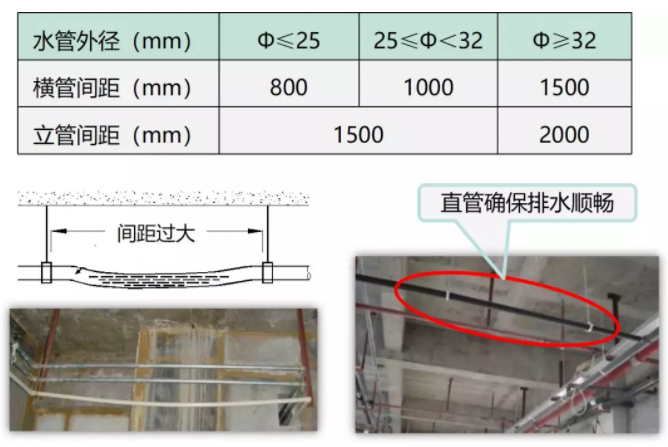 水管外径（mm） Φ≤25 25≤Φ＜32 Φ≥32
横管间距（mm） 800 1000 1500
立管间距（mm） 1500 2000
直管确保排水顺畅
间距过大